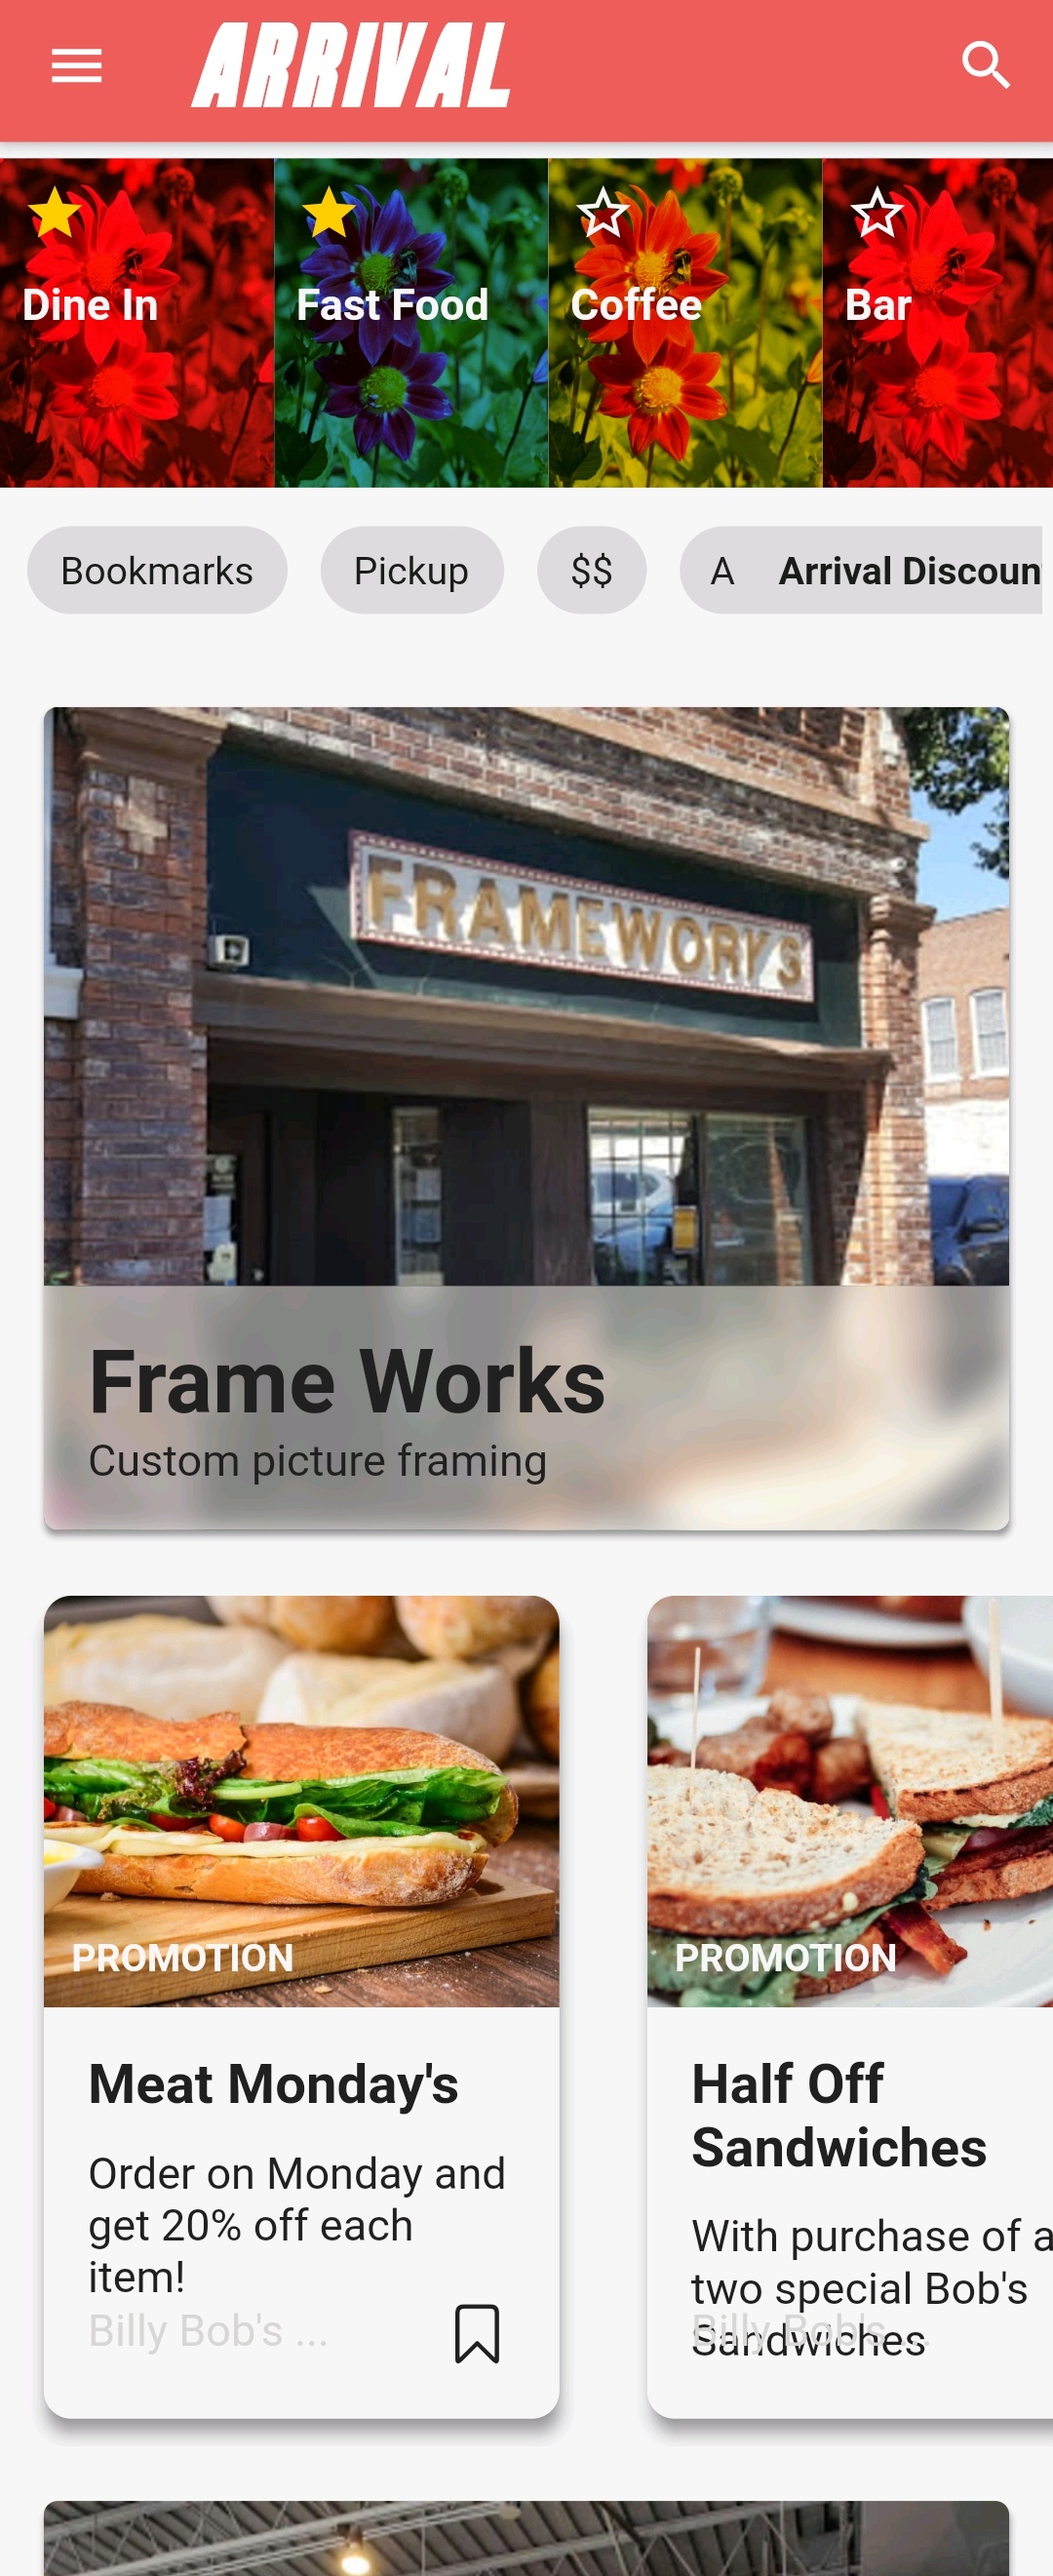 ARRIVAL
Dine In
Fast Food
Coffee
Bar
Bookmarks
Pickup
$$
A Arrival Discoun
FRAMEWORKS
Frame Works
Custom picture framing
PROMOTION
Meat Monday's
Order on Monday and
get 20% off each
item!
Billy Bob's ...
PROMOTION
Half Off
Sandwiches
With purchase of a
two special Bob's
Sandwiches
Billy Bob's ...